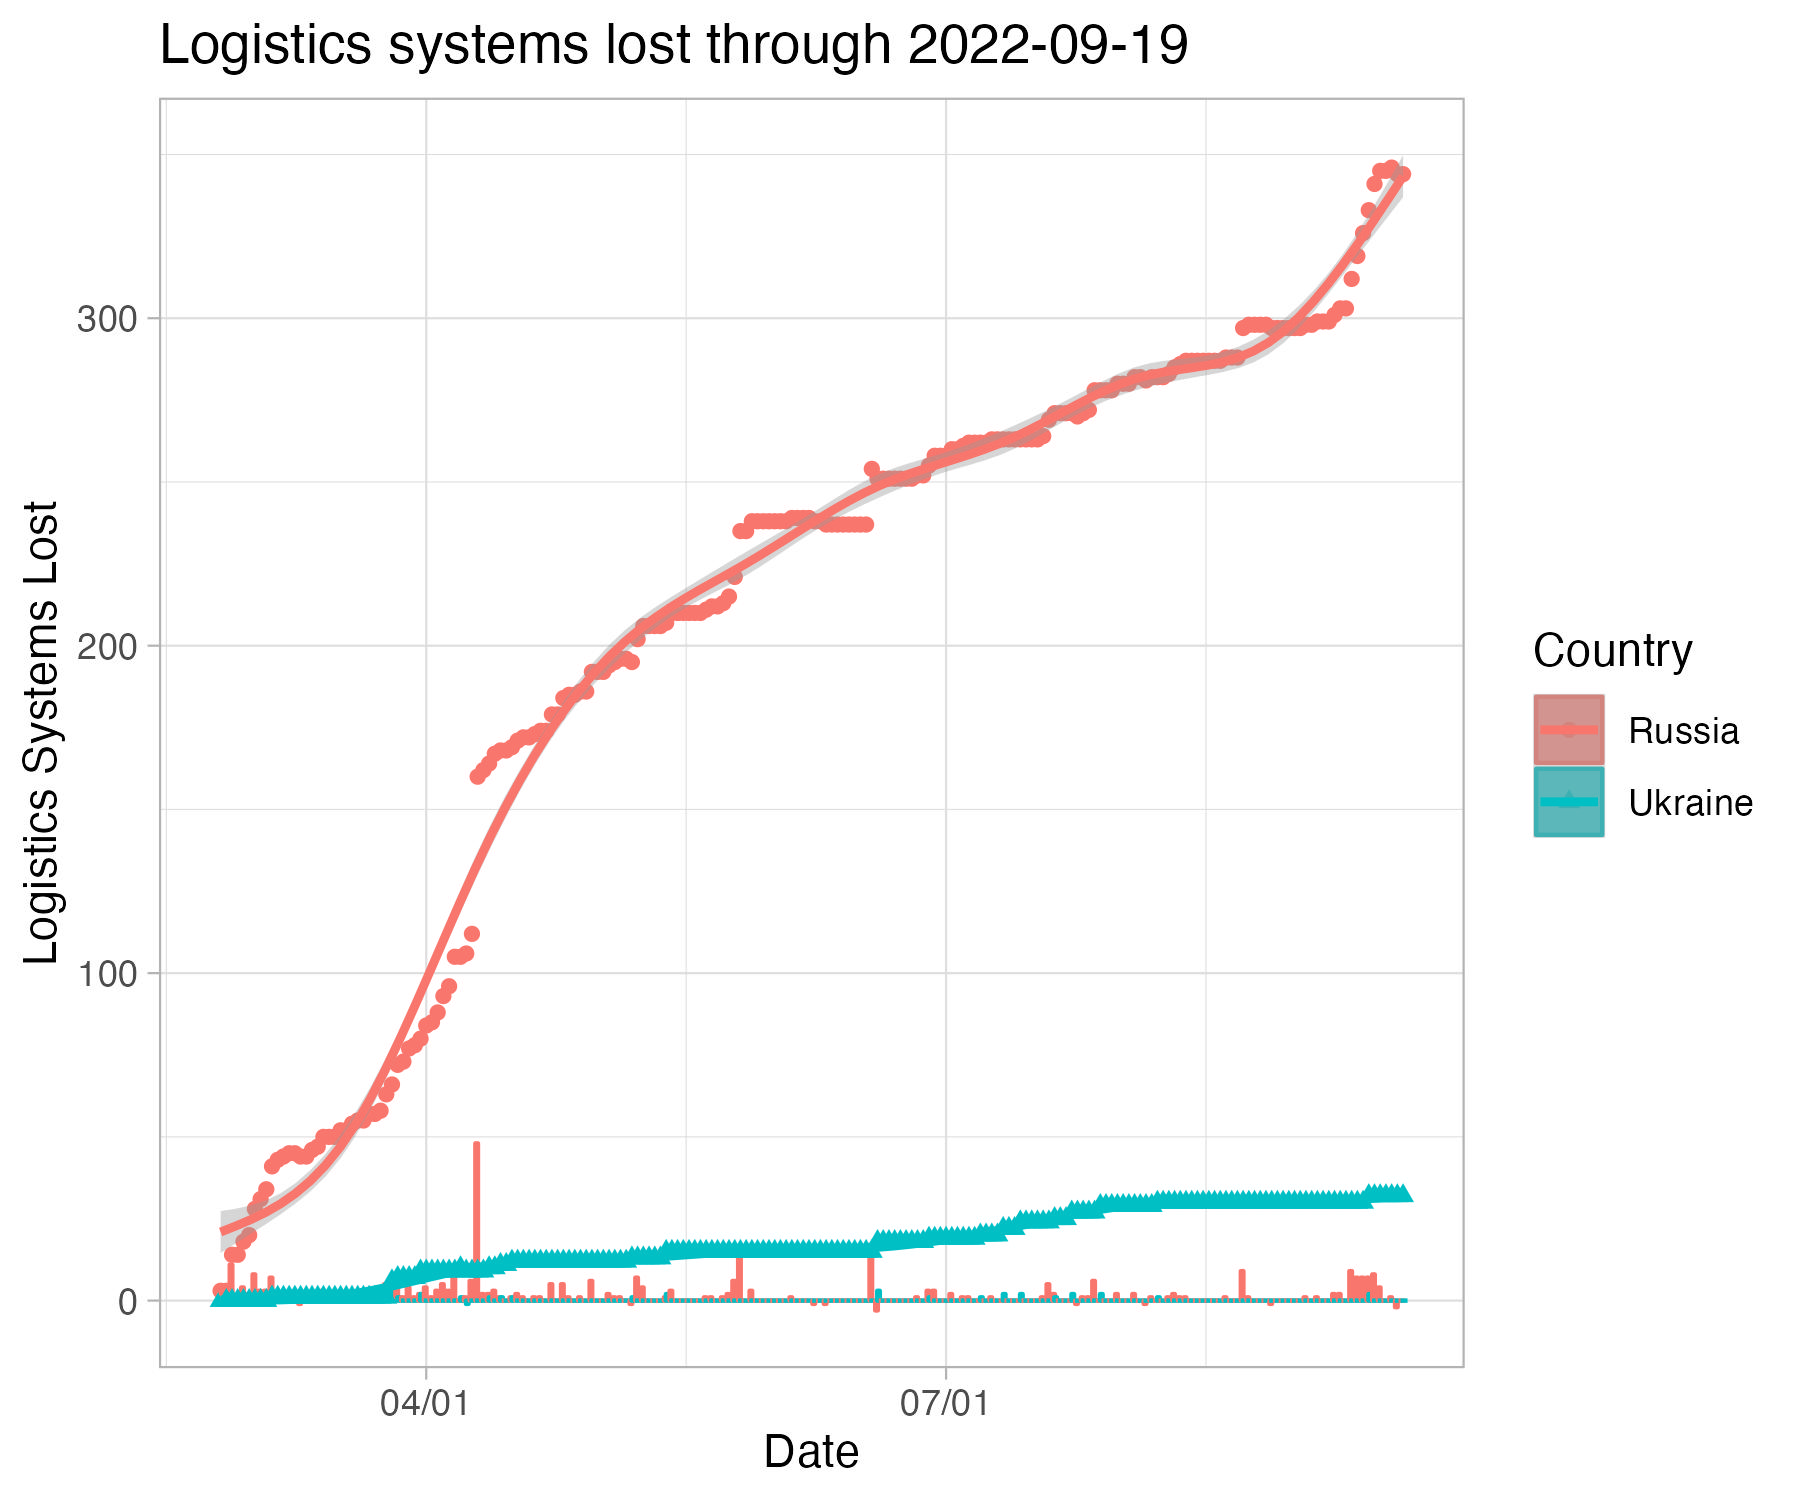 Logistics systems lost through 2022-09-19
Logistics Systems Lost
300
200
100
0
04/01
07/01
Date
Country
Russia
Ukraine